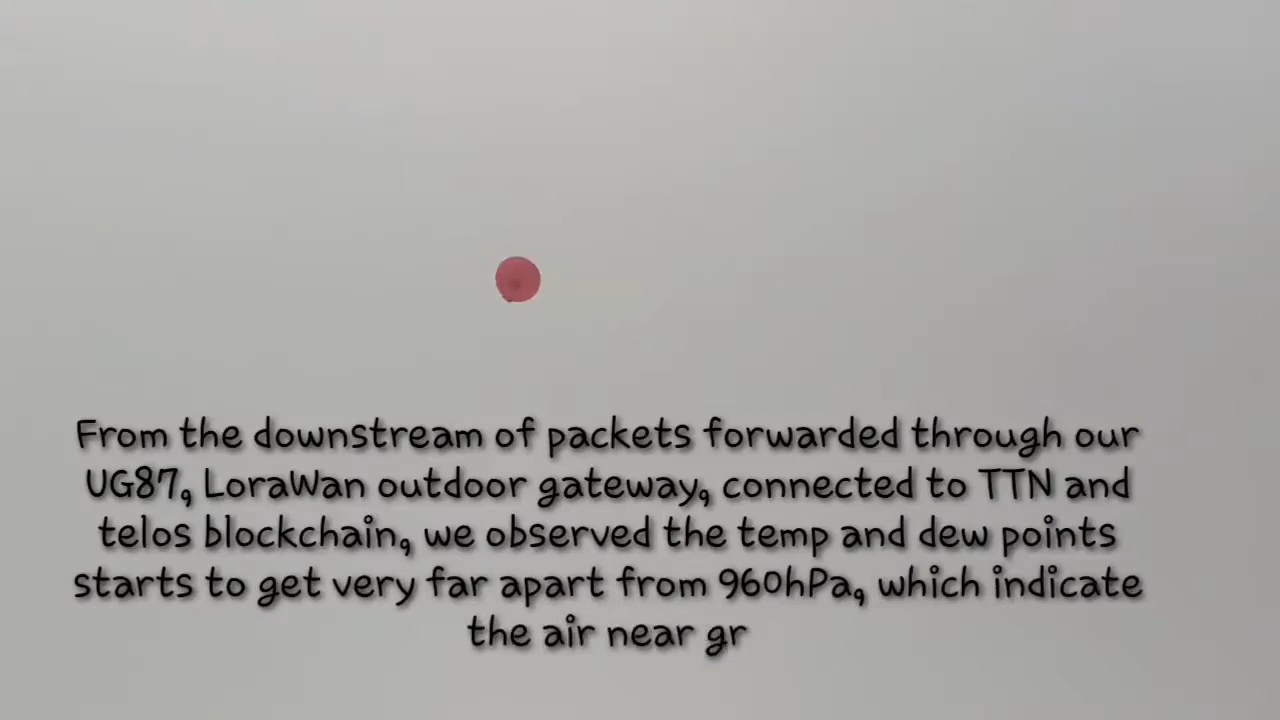 From the downstream of packets forwarded through our
UG87, LoraWan outdoor gateway, connected to TTN and
telos blockchain, we observed the temp and dew points
starts to get very far apart from 960hPa, which indicate
the air near gr